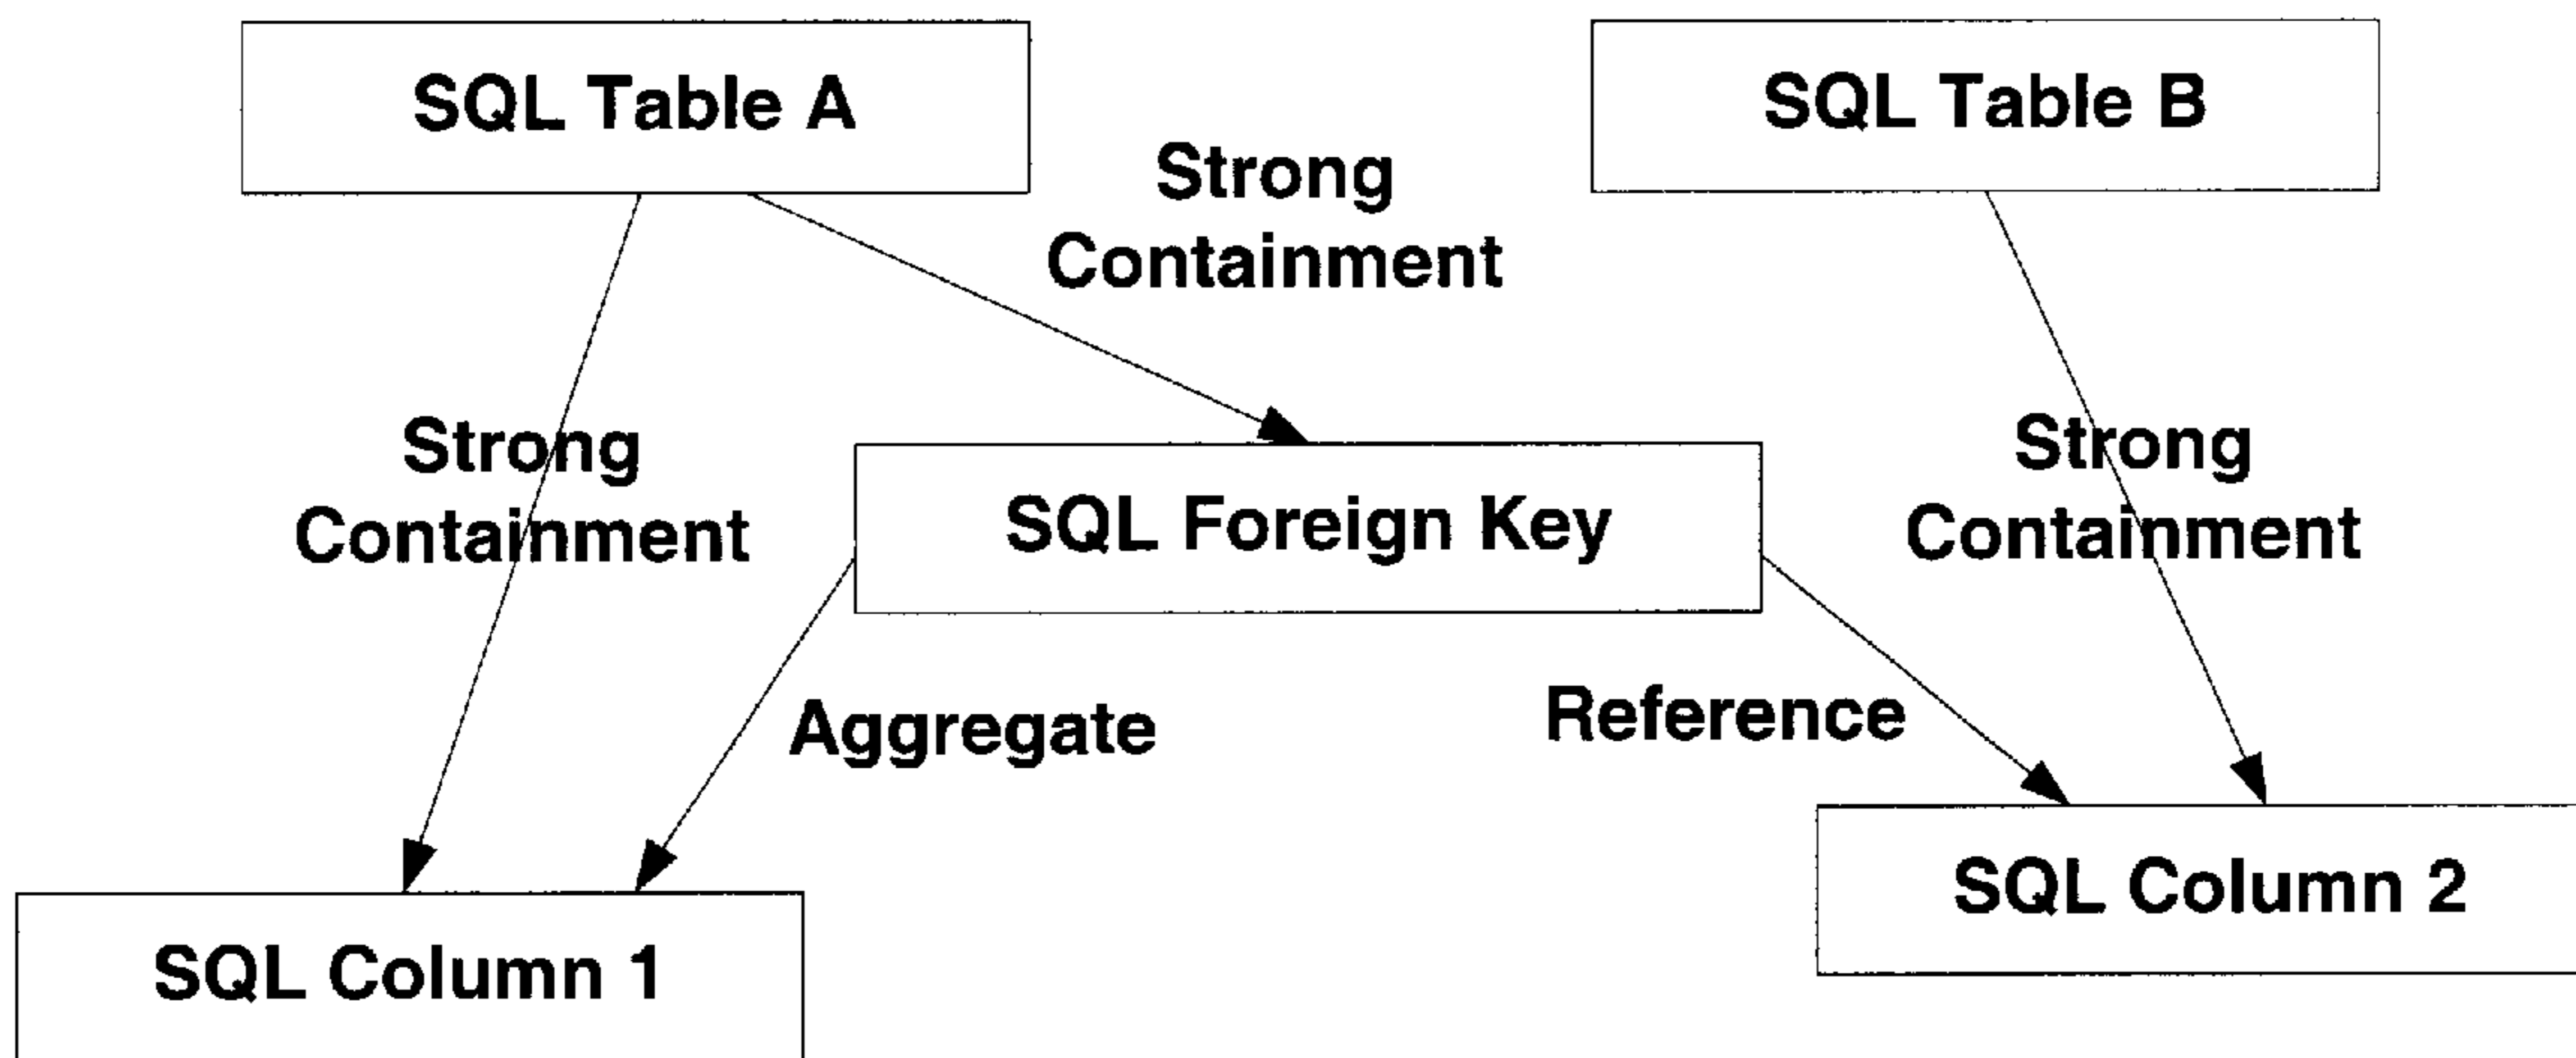 SQL Table A
SQL Table B
Strong
Containment
Strong
Containment
Strong
Containment
SQL Foreign Key
Aggregate
Reference
SQL Column 2
SQL Column 1